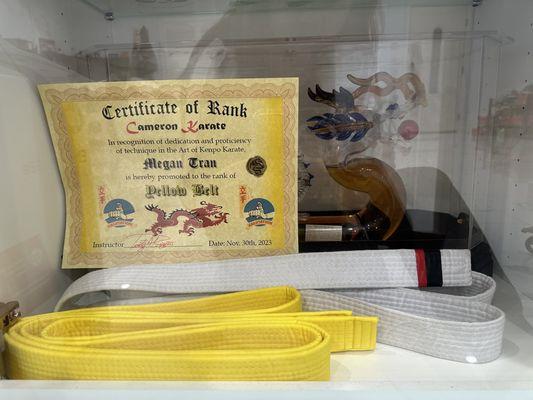 Certificate of Rank
Cameron Karate
In recognition of dedication and proficiency
of technique in the Art of Kenpo Karate,
Megan Tran
is hereby promoted to the rank of
Yellow Belt
Instructor
Date: Nov. 30th, 2023